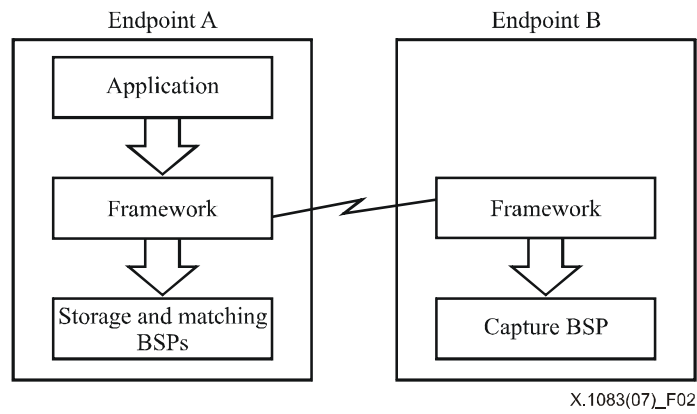 Endpoint A
Endpoint B
Application
Framework
Framework
Storage and matching
BSPs
Capture BSP
X.1083(07)_F02